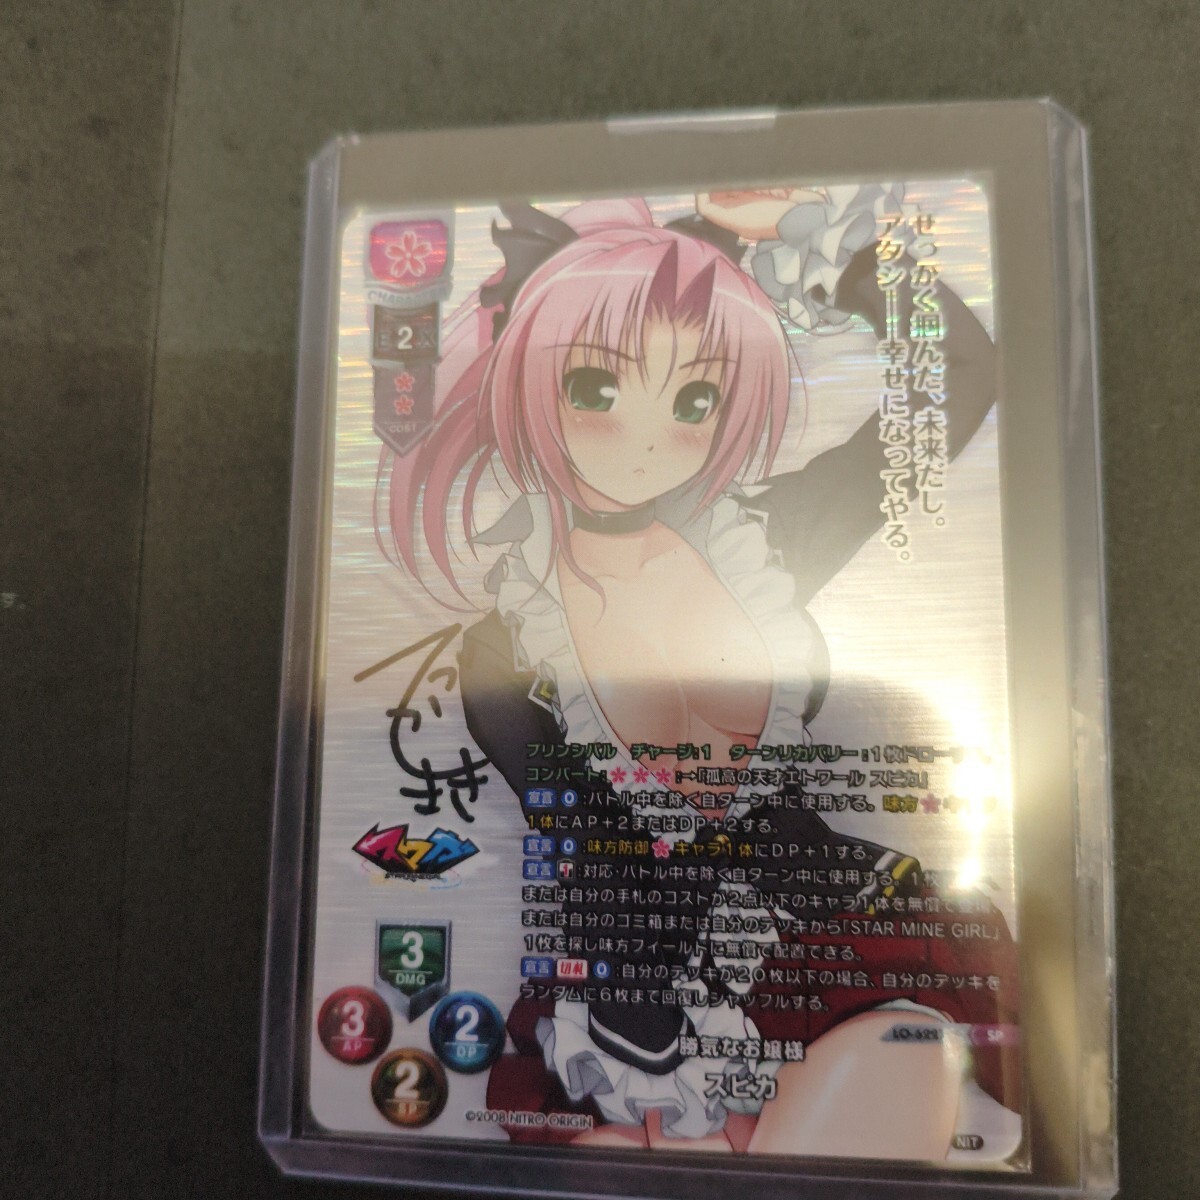 せっかく掴んだ、未来だし。
アタシ――幸せになってやる。
CHARACTER
EX 2
COST
プリンシパル チャージ:1 ターンリカバリー:1枚ドロー
コンバート:→「孤高の天才エトワール スピカ」
宣言 0:バトル中を除く自ターン中に使用する。味方
1体にAP+2またはDP+2する。
宣言 0:味方防御キャラ1体にDP+1する。
宣言 T:対応・バトル中を除く自ターン中に使用する。1枚
または自分の手札のコストが2点以下のキャラ1体を無償で登場
または自分のゴミ箱または自分のデッキから「STAR MINE GIRL」
1枚を探し味方フィールドに無償で配置できる。
宣言 切札 0:自分のデッキが20枚以下の場合、自分のデッキを
ランダムに6枚まで回復しシャッフルする。
3
DMG
3
AP
2
DP
2
SP
SP
勝気なお嬢様
スピカ
©2008 NITRO ORIGIN
NIT
す。